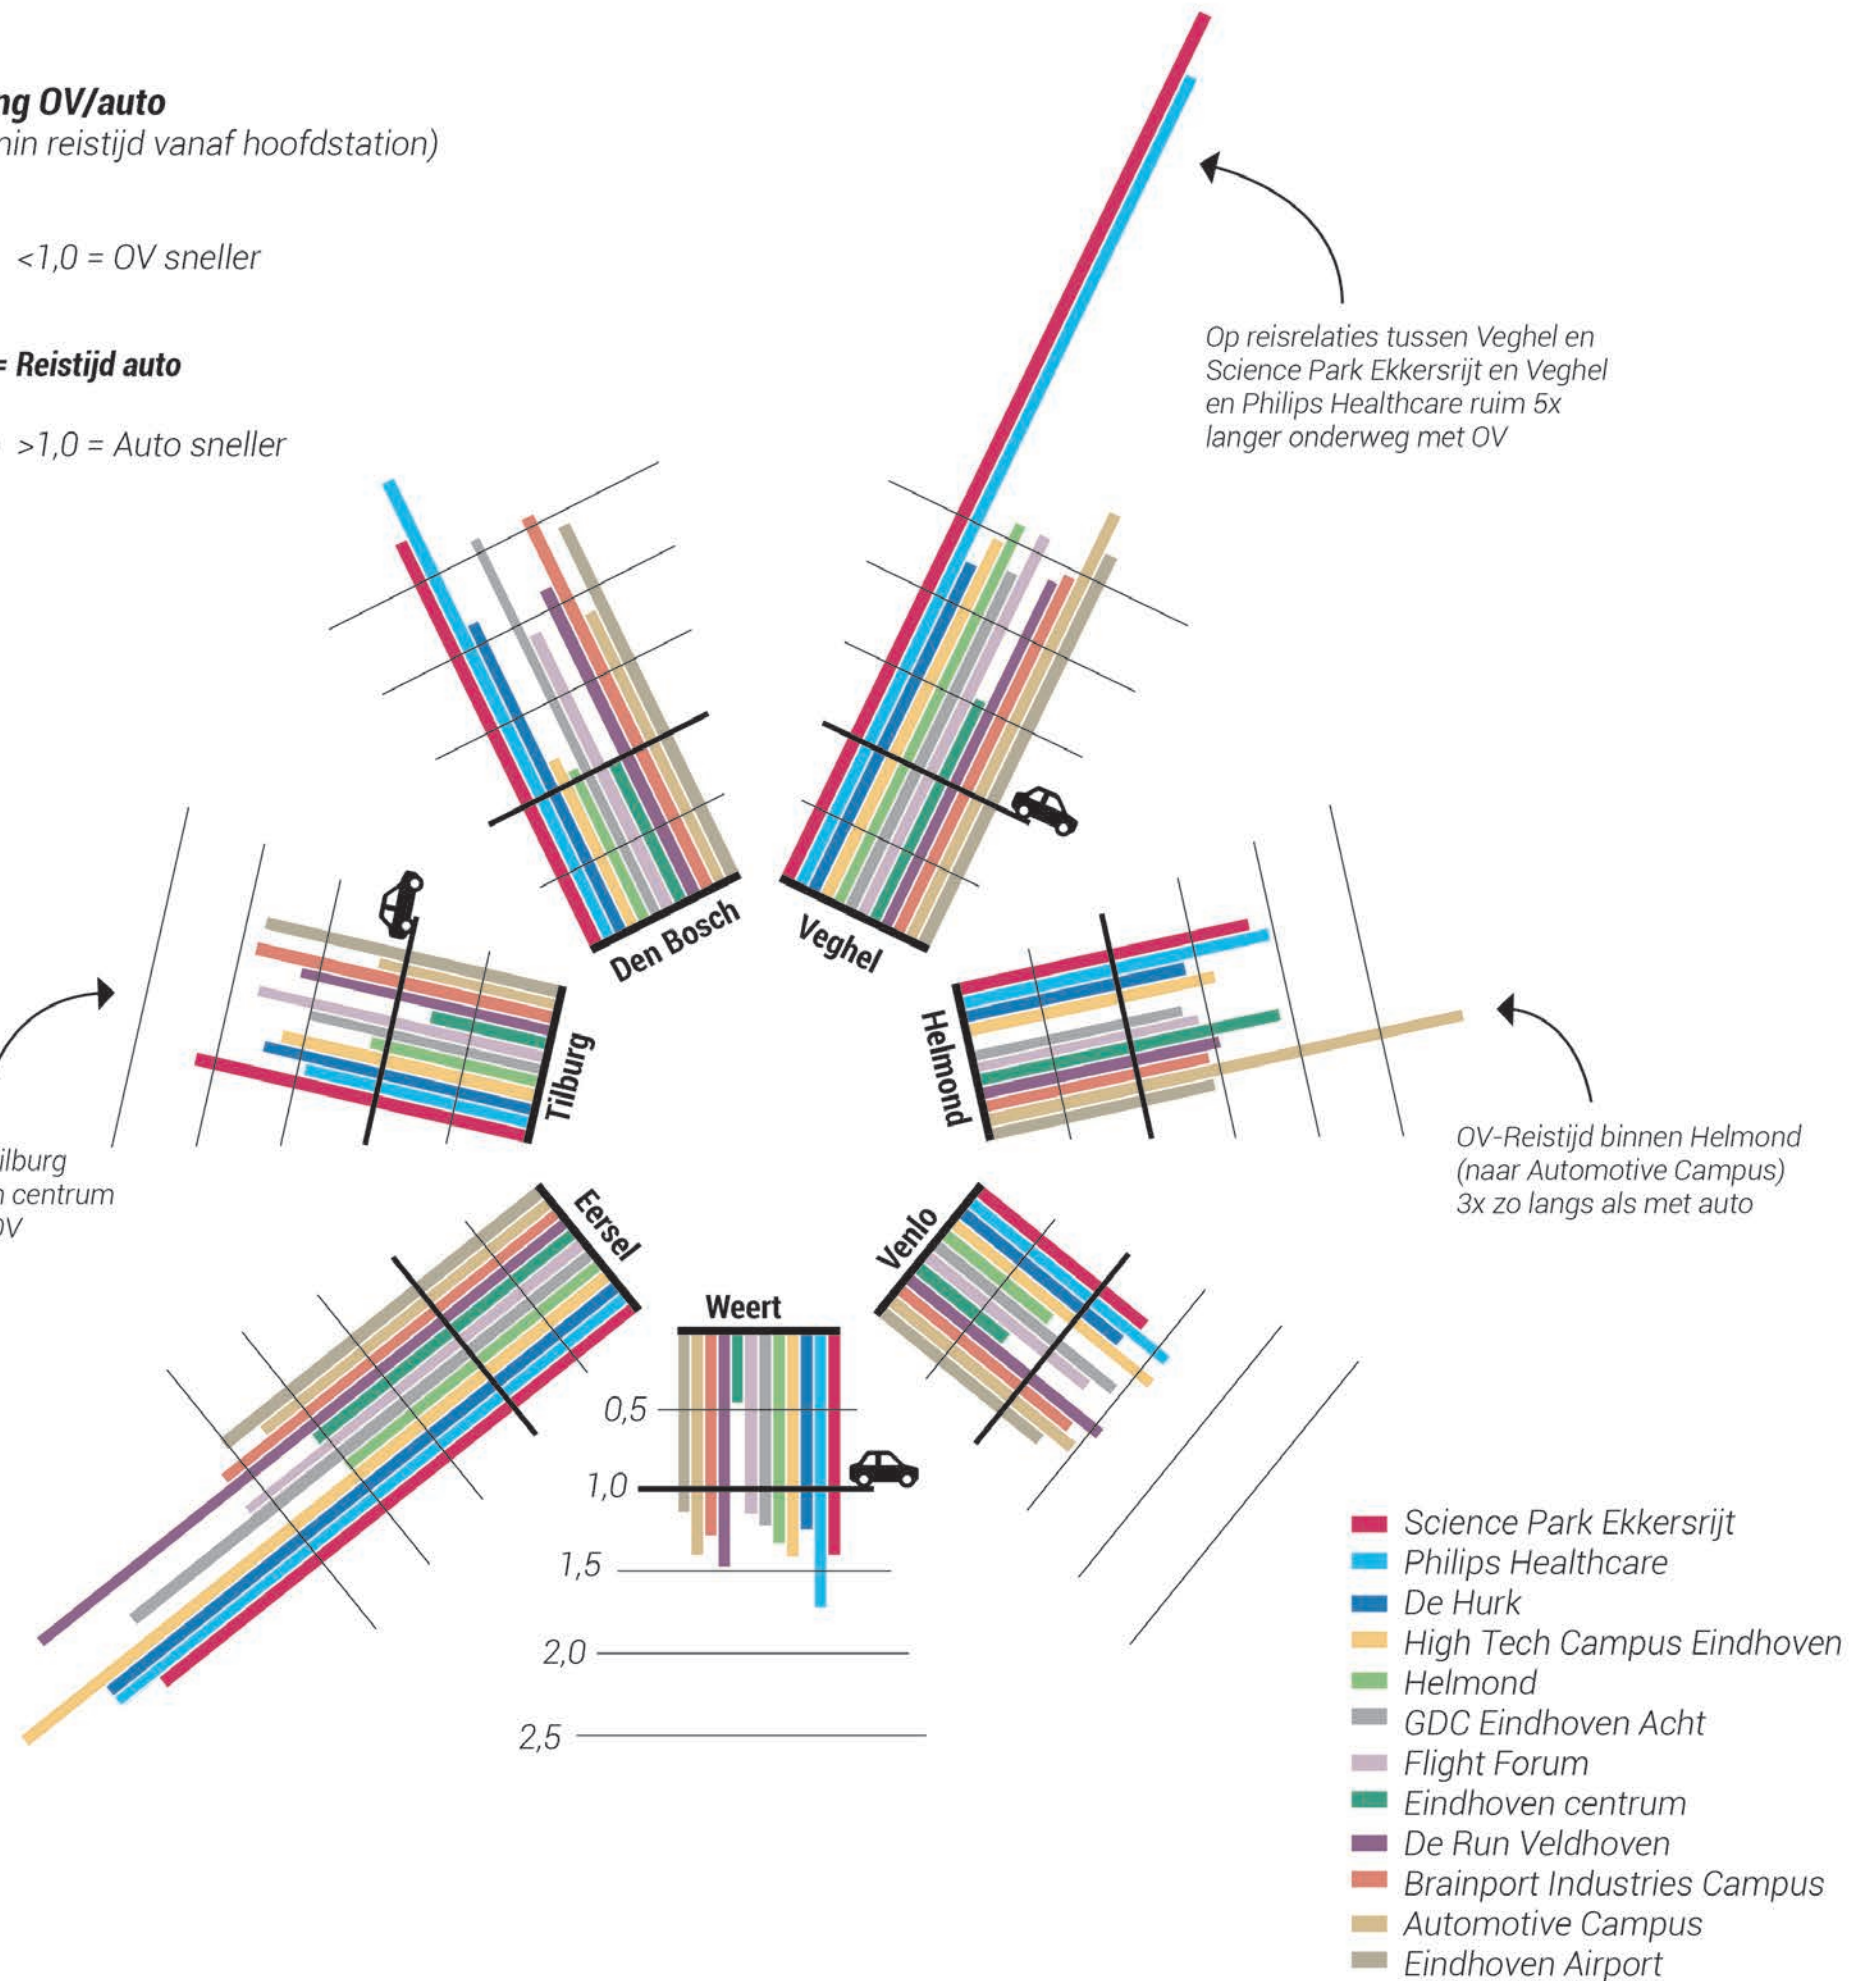 ng OV/auto
min reistijd vanaf hoofdstation)
<1,0 = OV sneller
= Reistijd auto
>1,0 = Auto sneller
Op reisrelaties tussen Veghel en
Science Park Ekkersrijt en Veghel
en Philips Healthcare ruim 5x
langer onderweg met OV
Den Bosch
Veghel
Tilburg
Helmond
ilburg
centrum
OV
OV-Reistijd binnen Helmond
(naar Automotive Campus)
3x zo langs als met auto
Eersel
Venlo
Weert
0,5
1,0
1,5
2,0
2,5
Science Park Ekkersrijt
Philips Healthcare
De Hurk
High Tech Campus Eindhoven
Helmond
GDC Eindhoven Acht
Flight Forum
Eindhoven centrum
De Run Veldhoven
Brainport Industries Campus
Automotive Campus
Eindhoven Airport